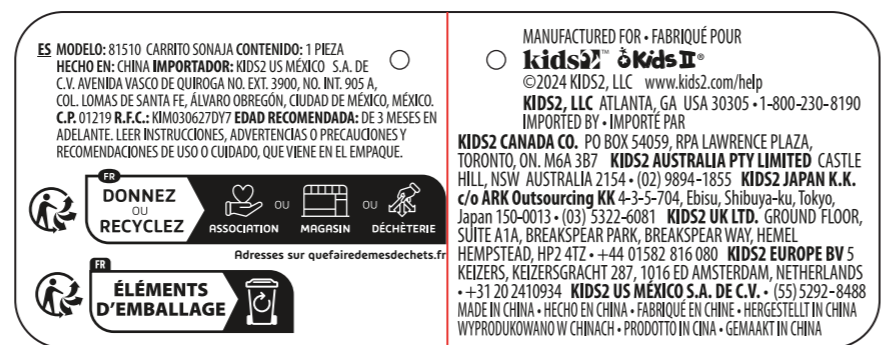 ES MODELO: 81510 CARRITO SONAJA CONTENIDO: 1 PIEZA
HECHO EN: CHINA IMPORTADOR: KIDS2 US MÉXICO S.A. DE
C.V. AVENIDA VASCO DE QUIROGA NO. EXT. 3900, NO. INT. 905 A,
COL. LOMAS DE SANTA FE, ÁLVARO OBREGÓN, CIUDAD DE MÉXICO, MÉXICO.
C.P. 01219 R.F.C.: KIM030627DY7 EDAD RECOMENDADA: DE 3 MESES EN
ADELANTE. LEER INSTRUCCIONES, ADVERTENCIAS O PRECAUCIONES Y
RECOMENDACIONES DE USO O CUIDADO, QUE VIENE EN EL EMPAQUE.
FR
DONNEZ
OU
RECYCLEZ
ASSOCIATION OU MAGASIN OU DÉCHÈTERIE
Adresses sur quefairedemesdechets.fr
FR
ÉLÉMENTS
D'EMBALLAGE
MANUFACTURED FOR • FABRIQUÉ POUR
kids2™ Kids II®
©2024 KIDS2, LLC www.kids2.com/help
KIDS2, LLC ATLANTA, GA USA 30305 • 1-800-230-8190
IMPORTED BY • IMPORTÉ PAR
KIDS2 CANADA CO. PO BOX 54059, RPA LAWRENCE PLAZA,
TORONTO, ON. M6A 3B7 KIDS2 AUSTRALIA PTY LIMITED CASTLE
HILL, NSW AUSTRALIA 2154 • (02) 9894-1855 KIDS2 JAPAN K.K.
c/o ARK Outsourcing KK 4-3-5-704, Ebisu, Shibuya-ku, Tokyo,
Japan 150-0013 • (03) 5322-6081 KIDS2 UK LTD. GROUND FLOOR,
SUITE A1A, BREAKSPEAR PARK, BREAKSPEAR WAY, HEMEL
HEMPSTEAD, HP2 4TZ • +44 01582 816 080 KIDS2 EUROPE BV 5
KEIZERS, KEIZERSGRACHT 287, 1016 ED AMSTERDAM, NETHERLANDS
• +31 20 2410934 KIDS2 US MÉXICO S.A. DE C.V. • (55) 5292-8488
MADE IN CHINA • HECHO EN CHINA • FABRIQUÉ EN CHINE • HERGESTELLT IN CHINA
WYPRODUKOWANO W CHINACH • PRODOTTO IN CINA • GEMAAKT IN CHINA